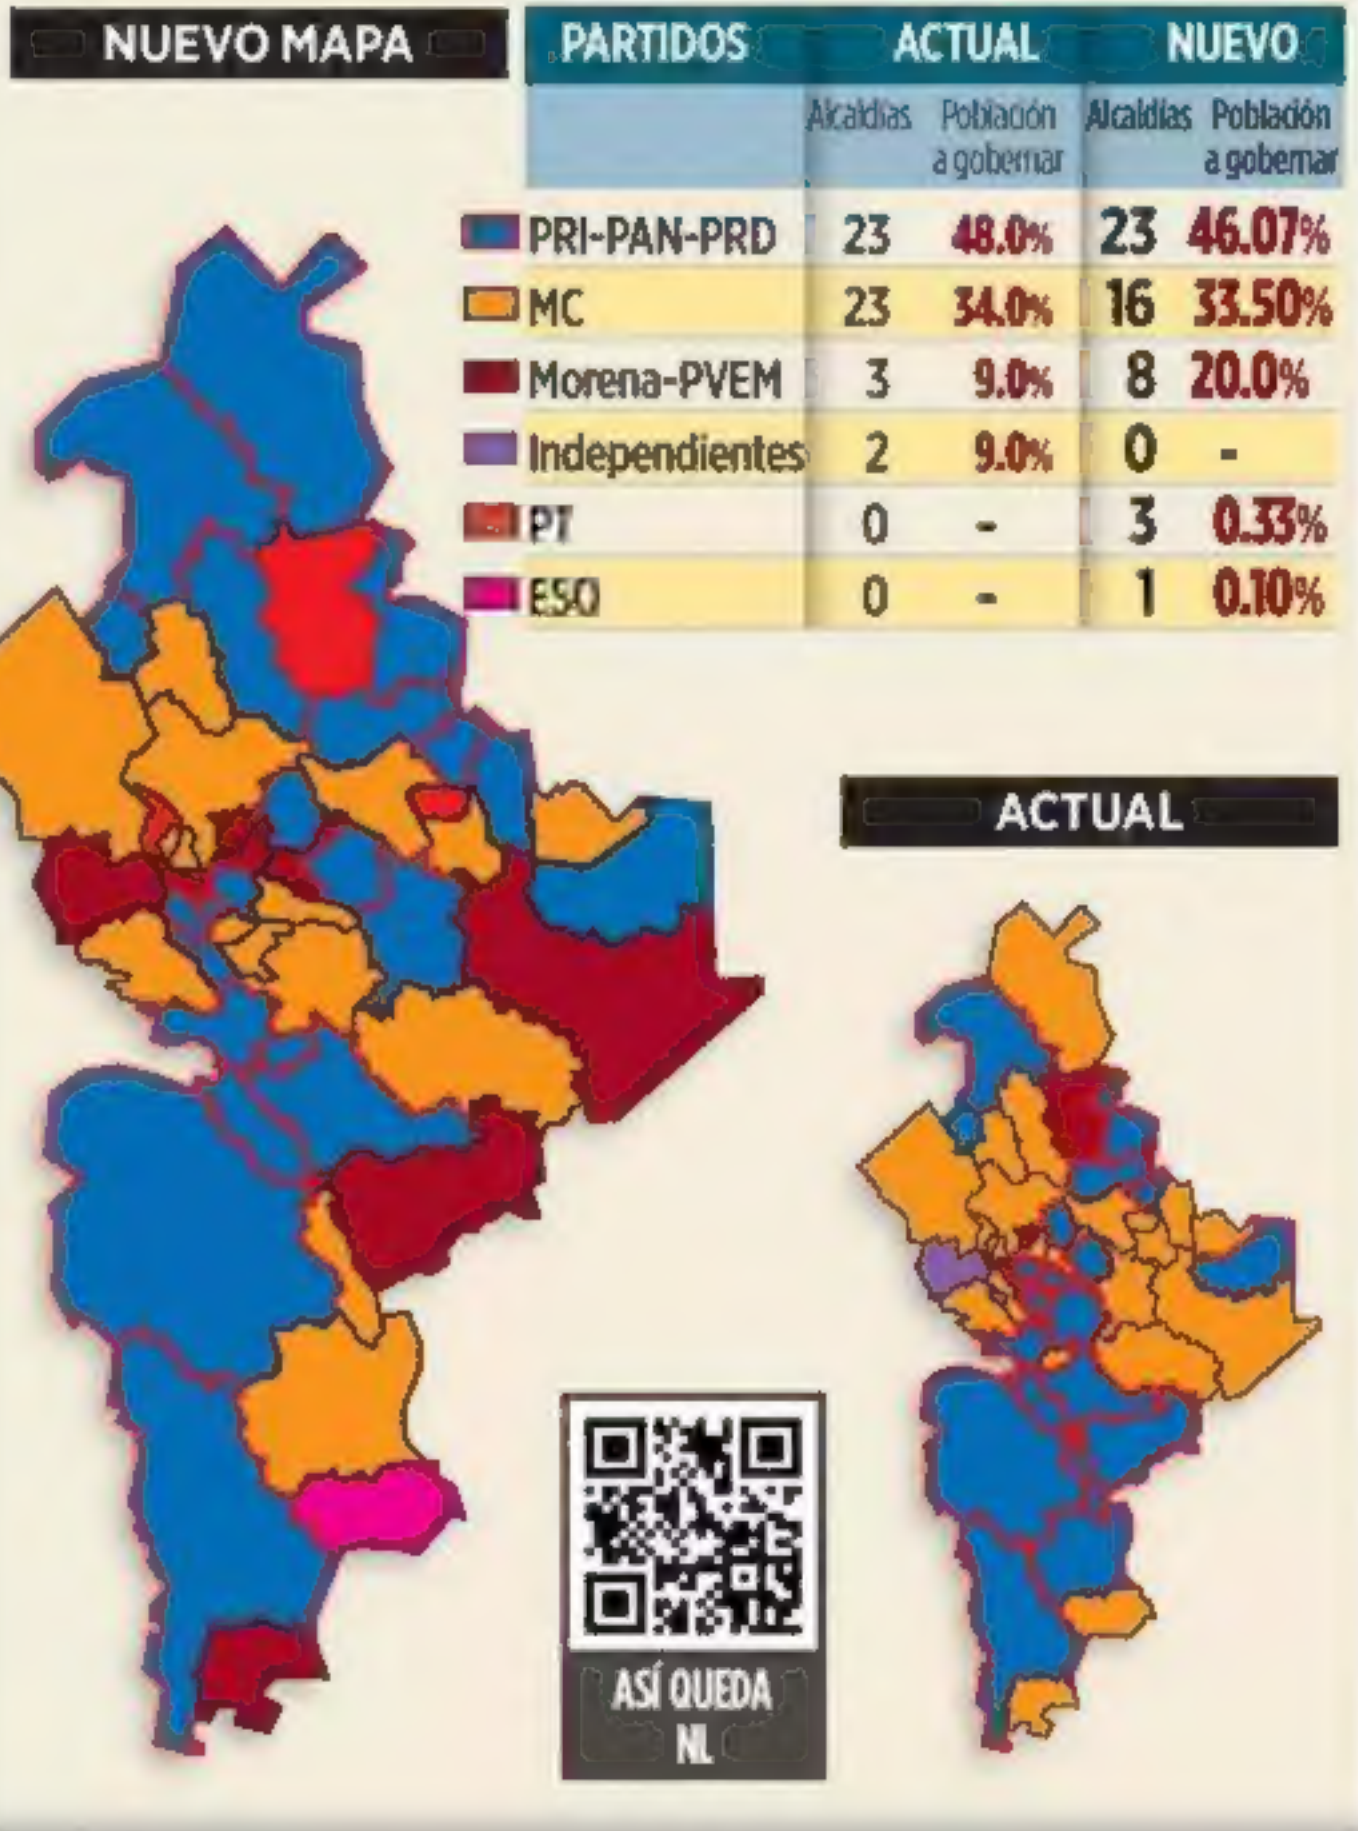 NUEVO MAPA
PARTIDOS ACTUAL NUEVO
Alcaldías Población a gobernar Alcaldías Población a gobernar
PRI-PAN-PRD 23 48.0% 23 46.07%
MC 23 34.0% 16 33.50%
Morena-PVEM 3 9.0% 8 20.0%
Independientes 2 9.0% 0 -
PT 0 - 3 0.33%
ESO 0 - 1 0.10%
ACTUAL
ASÍ QUEDA
NL